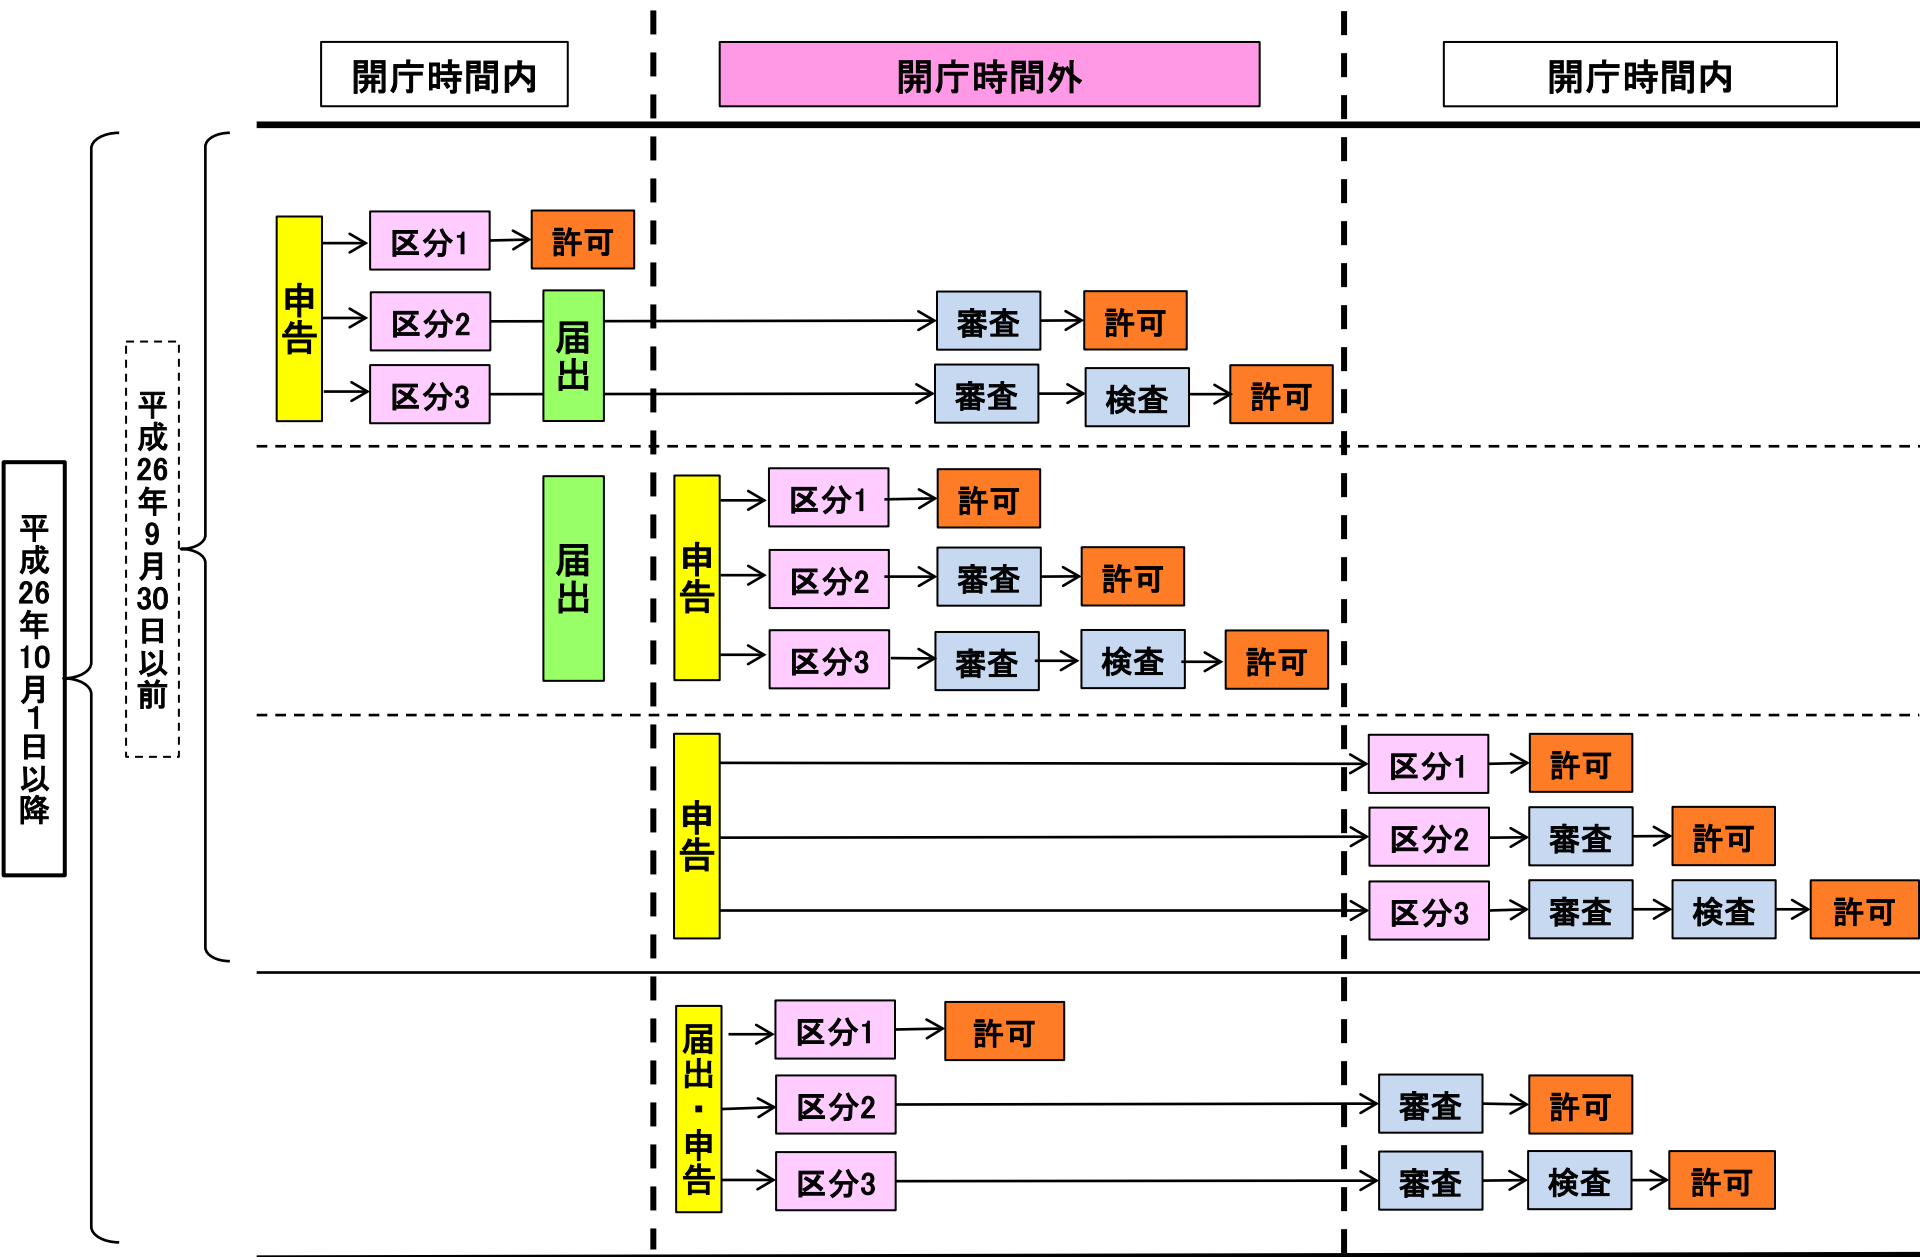 開庁時間内
開庁時間外
開庁時間内
平成26年10月1日以降
平成26年9月30日以前
申告
区分1
許可
区分2
届出
審査
許可
区分3
審査
検査
許可
届出
申告
区分1
許可
区分2
審査
許可
区分3
審査
検査
許可
申告
区分1
許可
区分2
審査
許可
区分3
審査
検査
許可
届出・申告
区分1
許可
区分2
審査
許可
区分3
審査
検査
許可